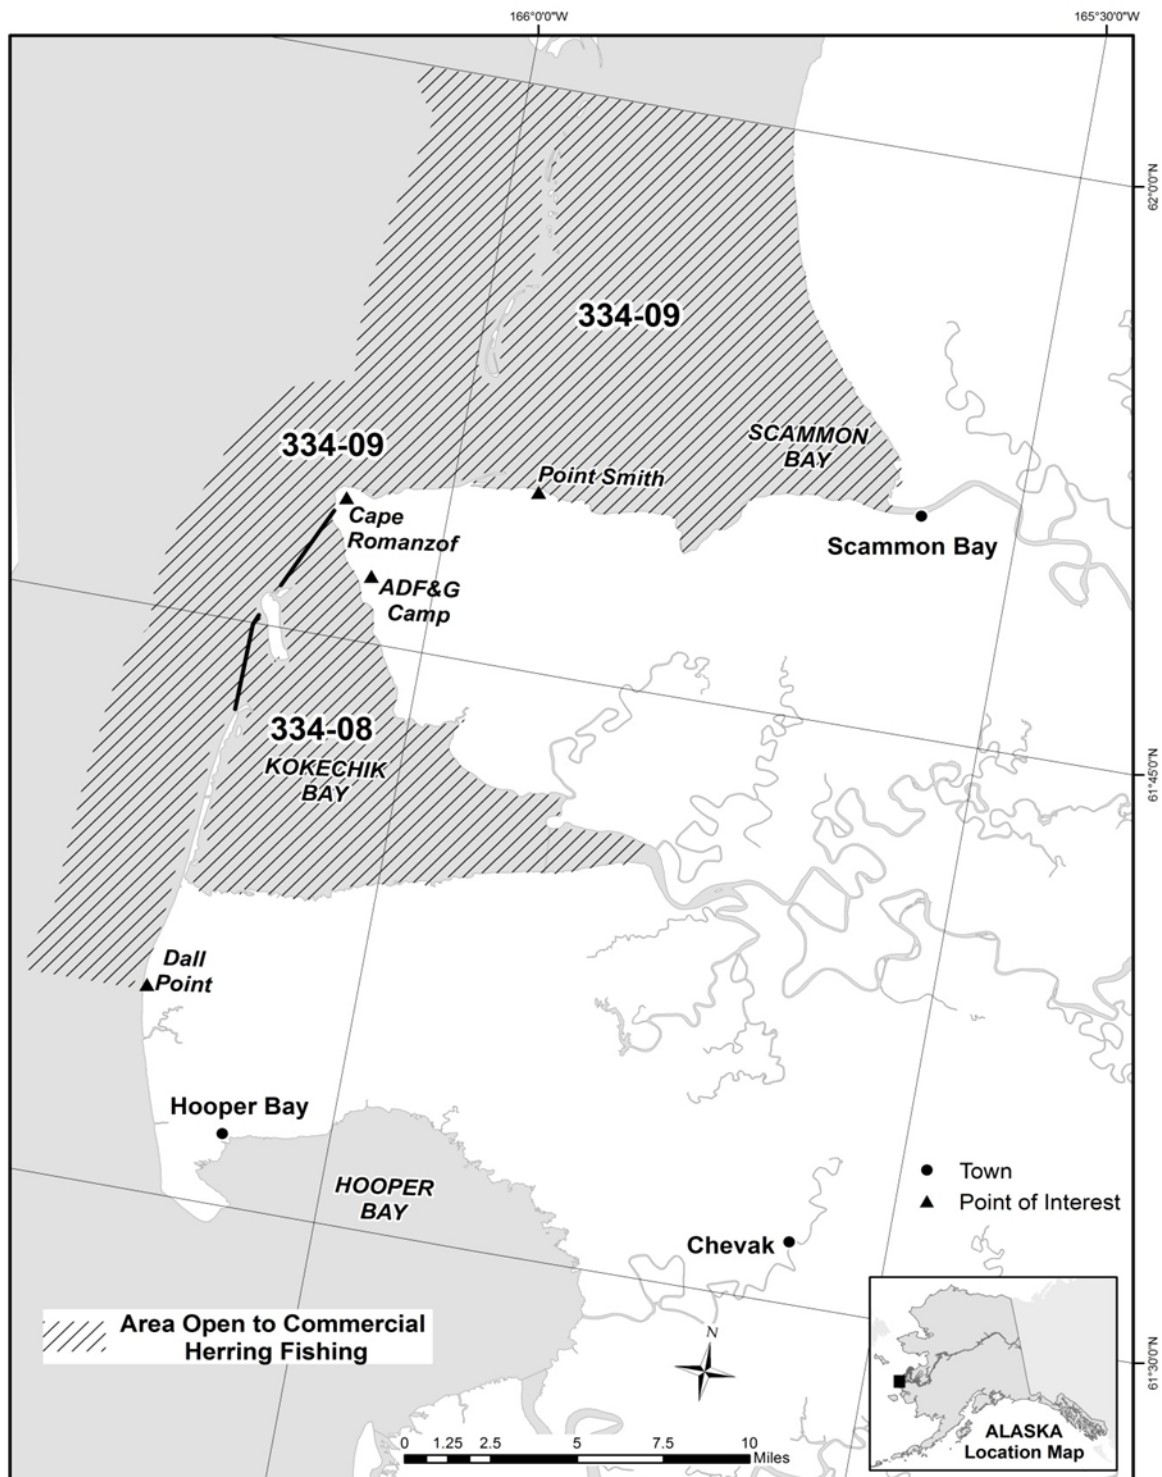 166°0'0"W
165°30'0"W
62°0'0"N
334-09
SCAMMON
BAY
334-09
Point Smith
Cape
Romanzof
Scammon Bay
ADF&G
Camp
334-08
KOKECHIK
BAY
61°45'0"N
Dall
Point
Hooper Bay
HOOPER
BAY
Town
Point of Interest
Chevak
Area Open to Commercial
Herring Fishing
N
61°30'0"N
ALASKA
Location Map
0 1.25 2.5 5 7.5 10
Miles